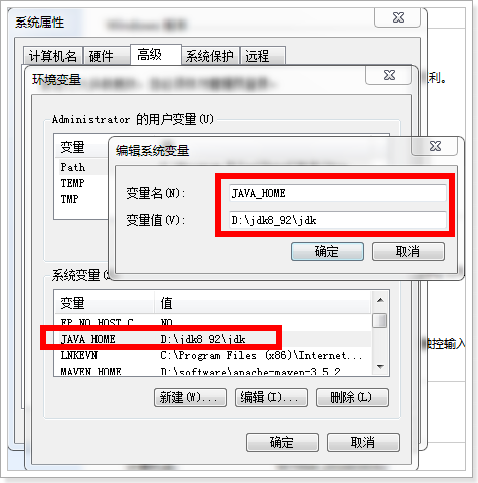 系统属性
计算机名
硬件
高级
系统保护
远程
利。
环境变量
Administrator 的用户变量(U)
变量
Path
TEMP
TMP
编辑系统变量
变量名(N):
JAVA_HOME
变量值(V):
D:\jdk8_92\jdk
确定
取消
系统变量(S)
变量 值
FP_NO_HOST_C... NO
JAVA_HOME D:\jdk8_92\jdk
LNKEVN C:\Program Files (x86)\Internet...
MAVEN_HOME D:\software\apache-maven-3.5.2
新建(W)...
编辑(I)...
删除(L)
确定
取消
控输入